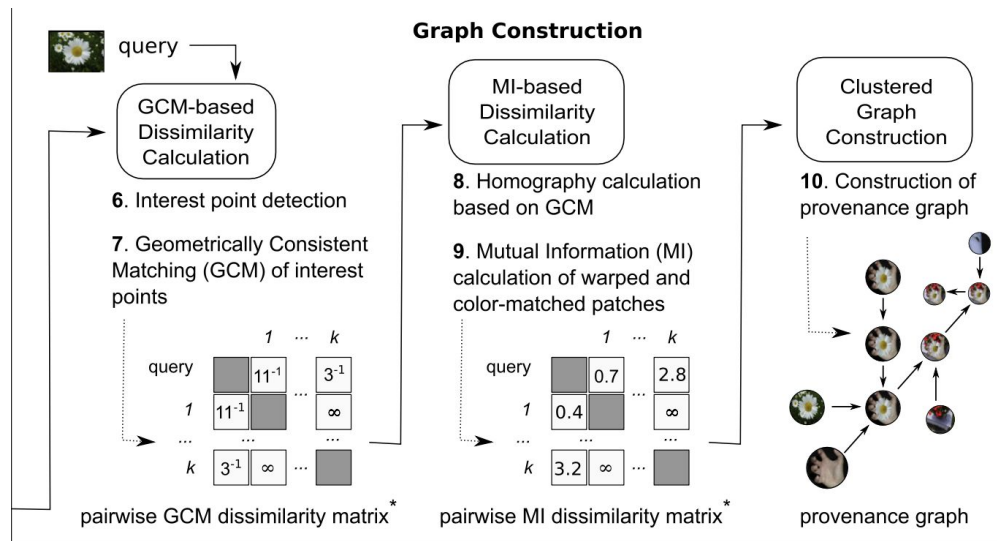 Graph Construction
query
GCM-based
Dissimilarity
Calculation
6. Interest point detection
7. Geometrically Consistent
Matching (GCM) of interest
points
1 ... k
query 11⁻¹ ... 3⁻¹
1 11⁻¹ ∞
... ... ...
k 3⁻¹ ∞ ...
pairwise GCM dissimilarity matrix*
MI-based
Dissimilarity
Calculation
8. Homography calculation
based on GCM
9. Mutual Information (MI)
calculation of warped and
color-matched patches
1 ... k
query 0.7 ... 2.8
1 0.4 ∞
... ... ...
k 3.2 ∞ ...
pairwise MI dissimilarity matrix*
Clustered
Graph
Construction
10. Construction of
provenance graph
provenance graph